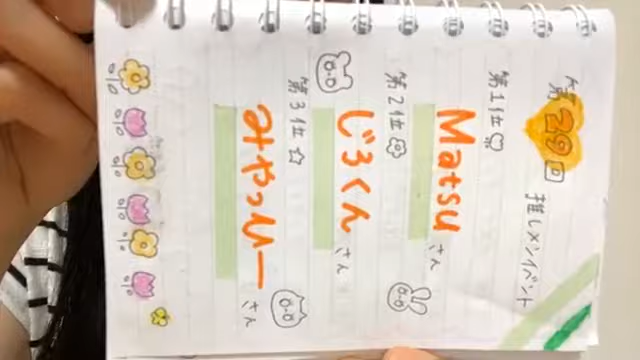 第29回
推しメンイベント
第1位
Matsu
さん
第2位
じろくん
さん
第3位
みやっひー
さん